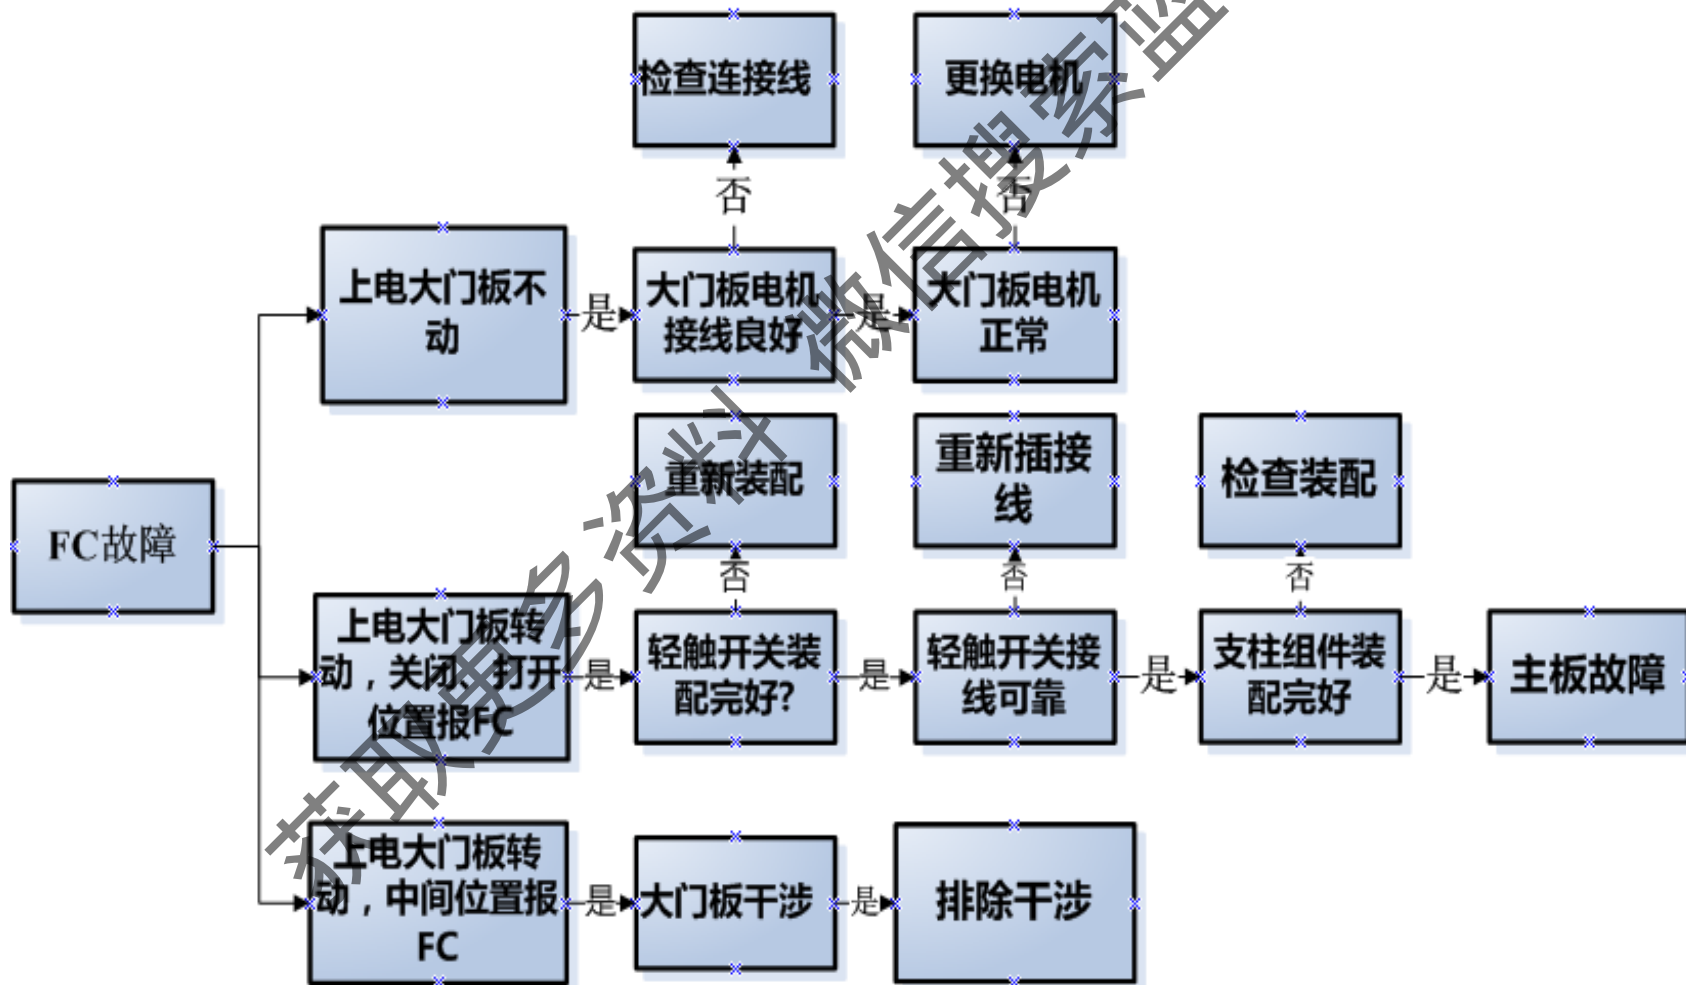 检查连接线
更换电机
否
否
上电大门板不
动
是
大门板电机
接线良好
是
大门板电机
正常
重新装配
重新插接
线
检查装配
FC故障
否
否
否
上电大门板转
动，关闭、打开
位置报FC
是
轻触开关装
配完好?
是
轻触开关接
线可靠
是
支柱组件装
配完好
是
主板故障
上电大门板转
动，中间位置报
FC
是
大门板干涉
是
排除干涉
获取更多资料 微信搜索蓝